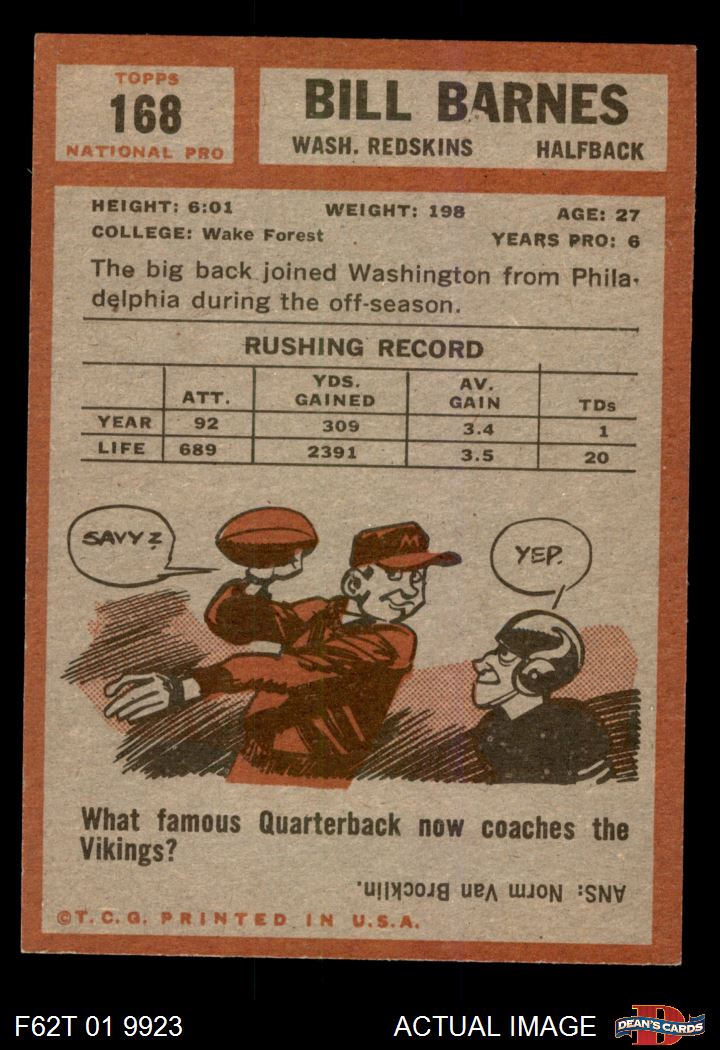 TOPPS
168
NATIONAL PRO
BILL BARNES
WASH. REDSKINS HALFBACK
HEIGHT: 6:01 WEIGHT: 198 AGE: 27
COLLEGE: Wake Forest YEARS PRO: 6
The big back joined Washington from Phila-
delphia during the off-season.
RUSHING RECORD
ATT. YDS. GAINED AV. GAIN TDs
YEAR 92 309 3.4 1
LIFE 689 2391 3.5 20
SAVY?
M
YEP.
What famous Quarterback now coaches the
Vikings?
ANS: Norm Van Brocklin.
©T.C.G. PRINTED IN U.S.A.
F62T 01 9923 ACTUAL IMAGE
D
DEAN'S CARDS